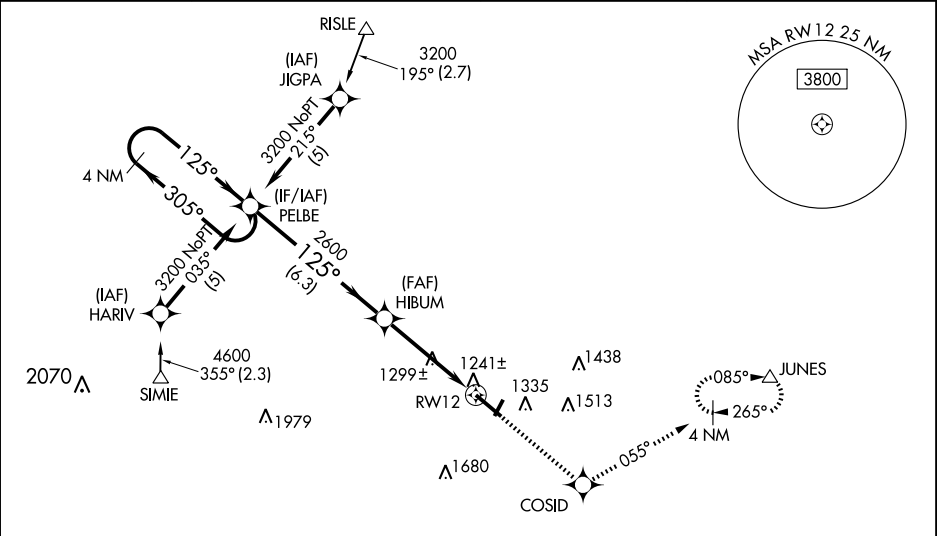 RISLE
3200
195° (2.7)
(IAF)
JIGPA
3200 NoPT
215°
(5)
MSA RW12 25 NM
3800
4 NM
125°
305°
(IF/IAF)
PELBE
3200 NoPT
035°
(5)
2600
125°
(6.3)
(IAF)
HARIV
(FAF)
HIBUM
4600
355° (2.3)
SIMIE
2070
1979
1299±
1241±
1438
RW12
1335
1513
1680
085°
JUNES
265°
4 NM
055°
COSID